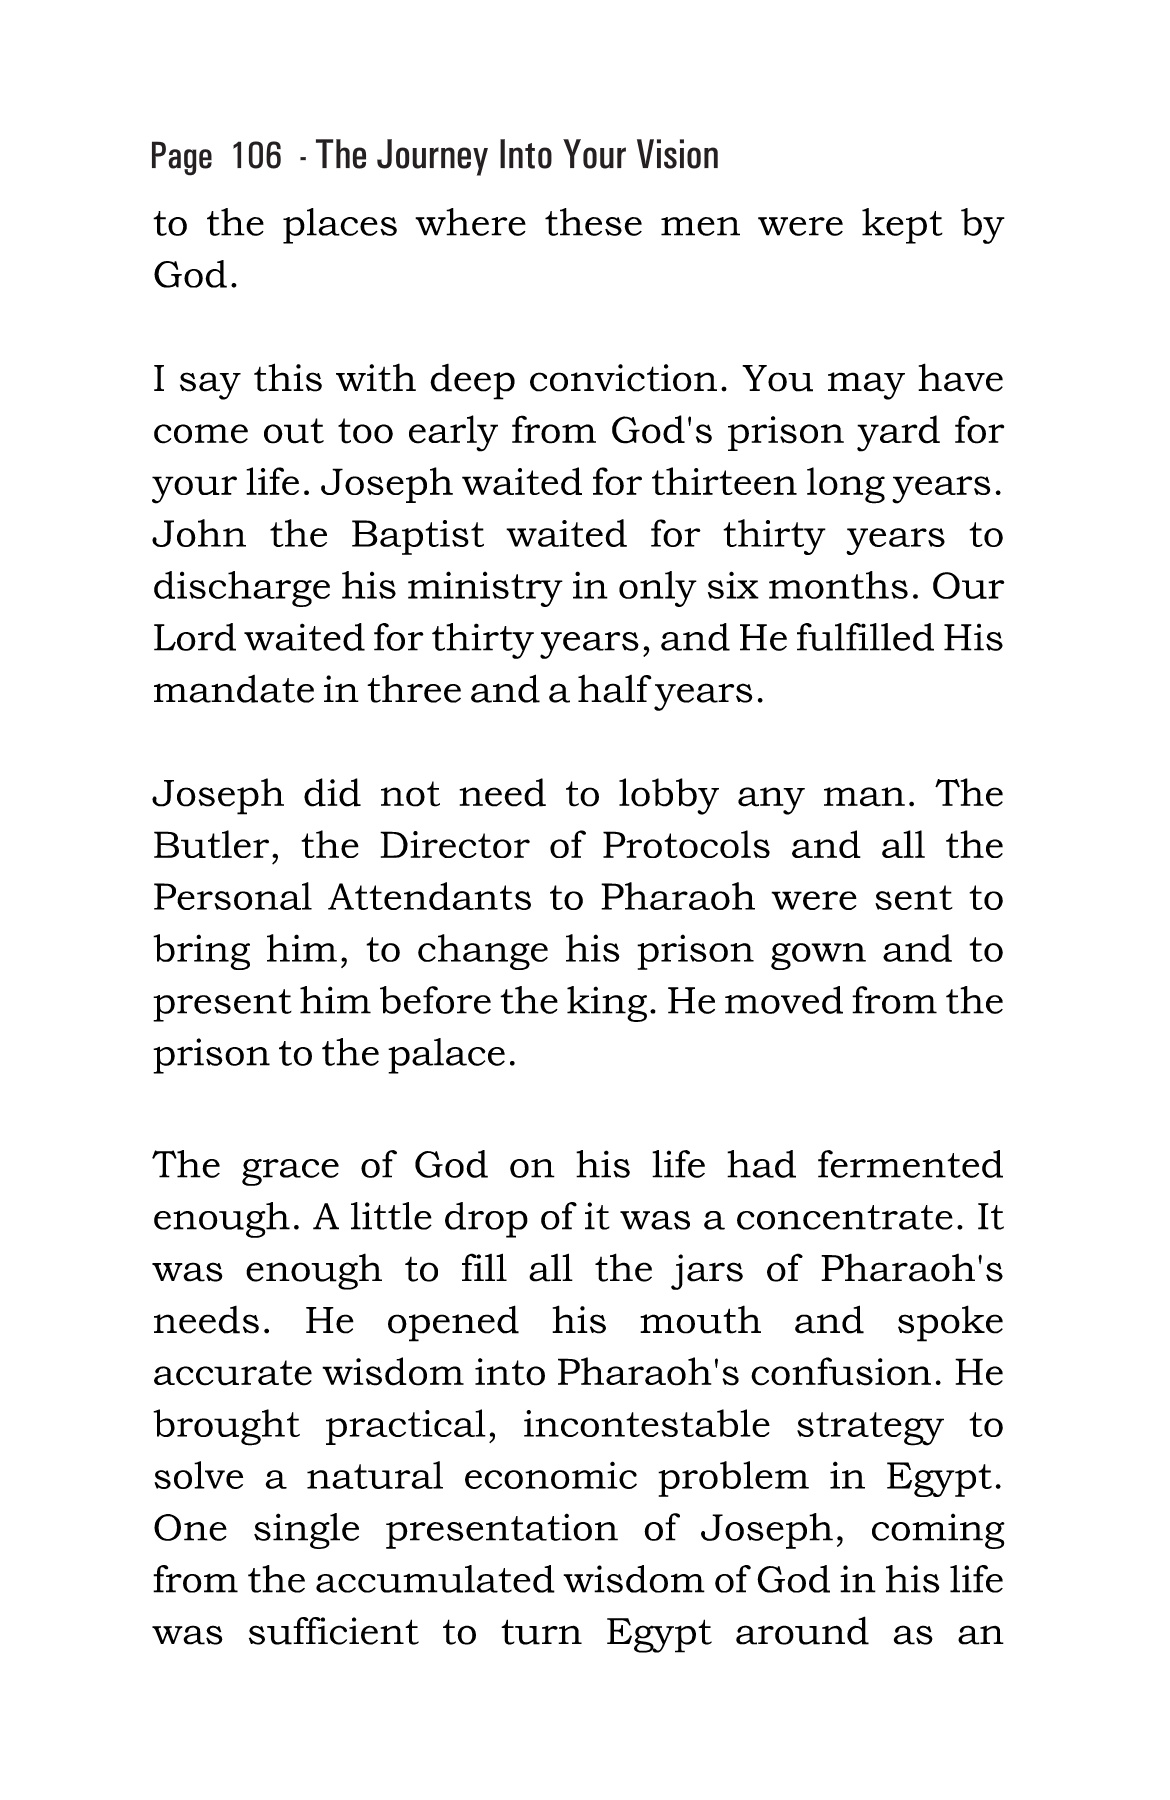 Page 106 - The Journey Into Your Vision
to the places where these men were kept by
God.
I say this with deep conviction. You may have
come out too early from God's prison yard for
your life. Joseph waited for thirteen long years.
John the Baptist waited for thirty years to
discharge his ministry in only six months. Our
Lord waited for thirty years, and He fulfilled His
mandate in three and a half years.
Joseph did not need to lobby any man. The
Butler, the Director of Protocols and all the
Personal Attendants to Pharaoh were sent to
bring him, to change his prison gown and to
present him before the king. He moved from the
prison to the palace.
The grace of God on his life had fermented
enough. A little drop of it was a concentrate. It
was enough to fill all the jars of Pharaoh's
needs. He opened his mouth and spoke
accurate wisdom into Pharaoh's confusion. He
brought practical, incontestable strategy to
solve a natural economic problem in Egypt.
One single presentation of Joseph, coming
from the accumulated wisdom of God in his life
was sufficient to turn Egypt around as an